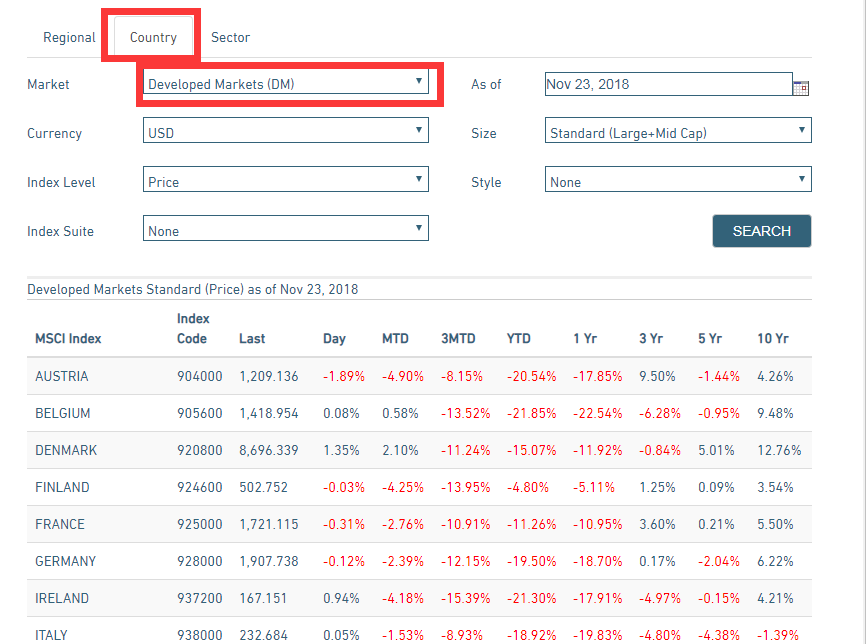 Regional Country Sector
Market Developed Markets (DM) As of Nov 23, 2018
Currency USD Size Standard (Large+Mid Cap)
Index Level Price Style None
Index Suite None SEARCH
Developed Markets Standard (Price) as of Nov 23, 2018
MSCI Index Index Code Last Day MTD 3MTD YTD 1 Yr 3 Yr 5 Yr 10 Yr
AUSTRIA 904000 1,209.136 -1.89% -4.90% -8.15% -20.54% -17.85% 9.50% -1.44% 4.26%
BELGIUM 905600 1,418.954 0.08% 0.58% -13.52% -21.85% -22.54% -6.28% -0.95% 9.48%
DENMARK 920800 8,696.339 1.35% 2.10% -11.24% -15.07% -11.92% -0.84% 5.01% 12.76%
FINLAND 924600 502.752 -0.03% -4.25% -13.95% -4.80% -5.11% 1.25% 0.09% 3.54%
FRANCE 925000 1,721.115 -0.31% -2.76% -10.91% -11.26% -10.95% 3.60% 0.21% 5.50%
GERMANY 928000 1,907.738 -0.12% -2.39% -12.15% -19.50% -18.70% 0.17% -2.04% 6.22%
IRELAND 937200 167.151 0.94% -4.18% -15.39% -21.30% -17.91% -4.97% -0.15% 4.21%
ITALY 938000 232.684 0.05% -1.53% -8.93% -18.92% -19.83% -4.80% -4.38% -1.39%